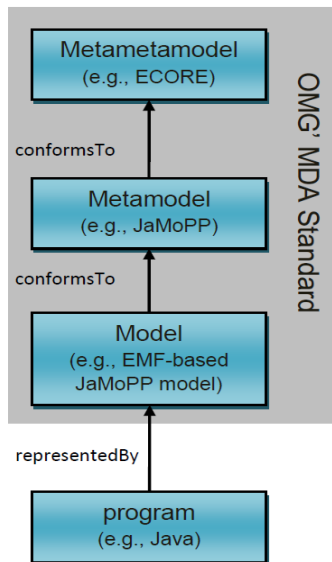 Metametamodel
(e.g., ECORE)
conformsTo
Metamodel
(e.g., JaMoPP)
conformsTo
Model
(e.g., EMF-based
JaMoPP model)
representedBy
program
(e.g., Java)
OMG' MDA Standard